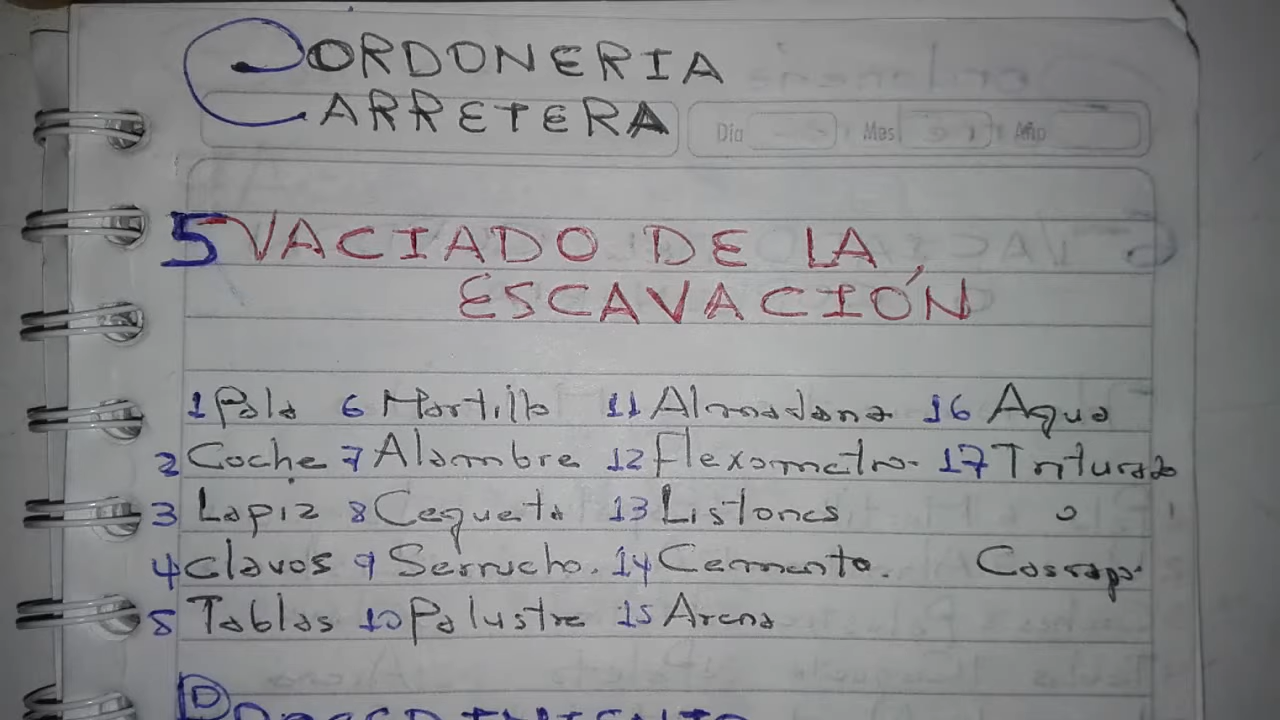 CORDONERIA
CARRETERA
Día Mes Año
5 VACIADO DE LA
ESCAVACIÓN
1 Pala 6 Martillo 11 Almadana 16 Agua
2 Coche 7 Alambre 12 Flexometro. 17 Triturado
3 Lapiz 8 Cegueta 13 Listones o
4 Clavos 9 Serrucho. 14 Cemento.
5 Tablas 10 Palustre 15 Arena
D PROCEDIMIENTO